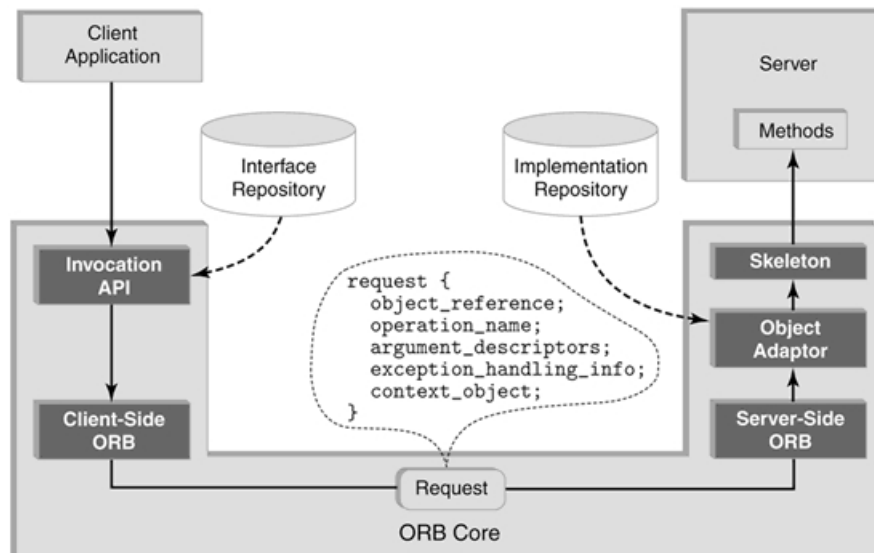 Client
Application
Server
Methods
Interface
Repository
Implementation
Repository
Invocation
API
request {
object_reference;
operation_name;
argument_descriptors;
exception_handling_info;
context_object;
}
Skeleton
Object
Adaptor
Client-Side
ORB
Server-Side
ORB
Request
ORB Core